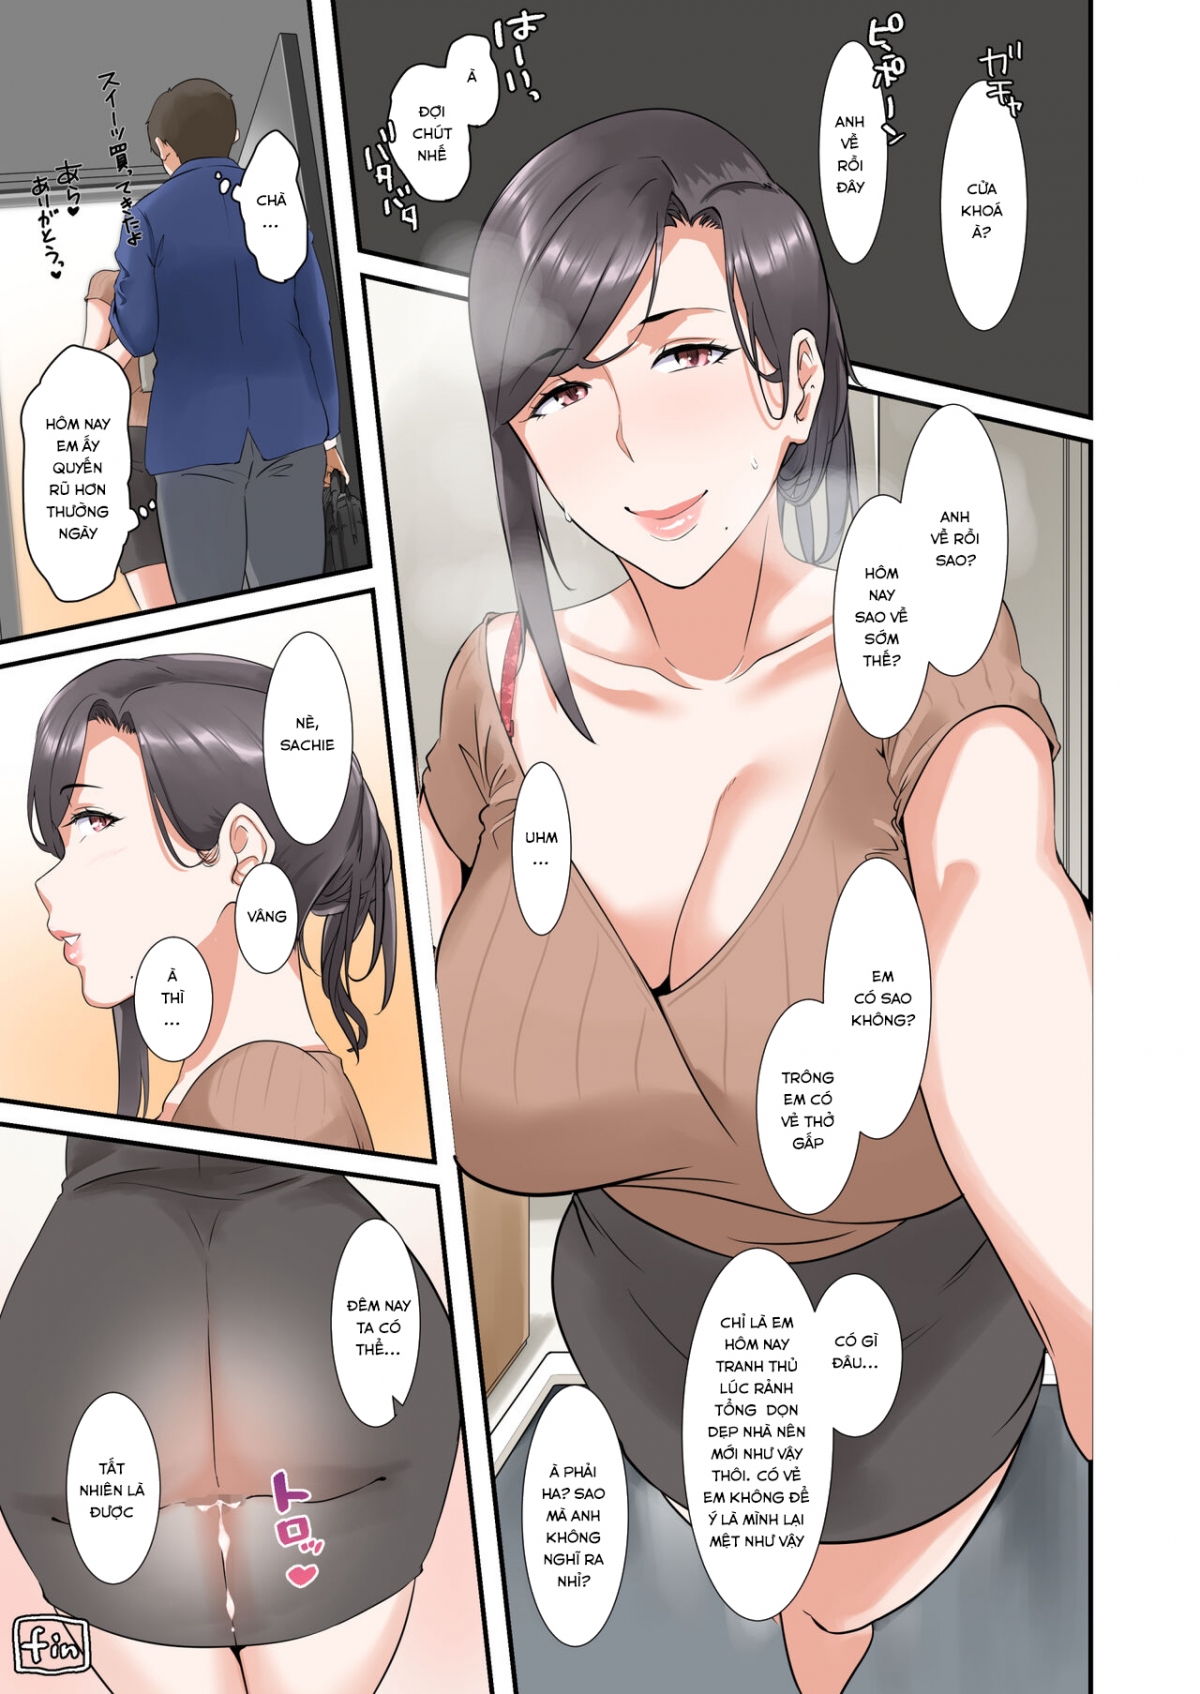 ガチャ
CỬA
KHOÁ
À?
ピンポーン
ANH
VỀ
RỒI
ĐÂY
はーい、
À
ĐỢI
CHÚT
NHẾ
バタバタ
ANH
VỀ RỒI
SAO?
HÔM
NAY
SAO VỀ
SỚM
THẾ?
UHM
...
EM
CÓ SAO
KHÔNG?
TRÔNG
EM CÓ
VẺ THỞ
GẤP
CÓ GÌ
ĐÂU...
CHỈ LÀ EM
HÔM NAY
TRANH THỦ
LÚC RẢNH
TỔNG DỌN
DẸP NHÀ NÊN
MỚI NHƯ VẬY
THÔI. CÓ VẺ
EM KHÔNG ĐỂ
Ý LÀ MÌNH LẠI
MỆT NHƯ VẬY
À PHẢI
HA? SAO
MÀ ANH
KHÔNG
NGHĨ RA
NHỈ?
スイーツ買ってきたよ
あら♥
ありがとうっ♥
CHÀ
...
HÔM NAY
EM ẤY
QUYẾN
RŨ HƠN
THƯỜNG
NGÀY
NÈ,
SACHIE
VÂNG
À
THÌ
...
ĐÊM NAY
TA CÓ
THỂ...
TẤT
NHIÊN LÀ
ĐƯỢC
トロッ♥
fin